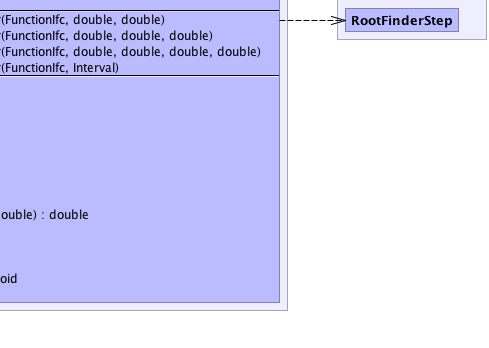 r(FunctionIfc, double, double)
RootFinderStep
r(FunctionIfc, double, double, double)
r(FunctionIfc, double, double, double, double)
r(FunctionIfc, Interval)
ouble) : double
oid